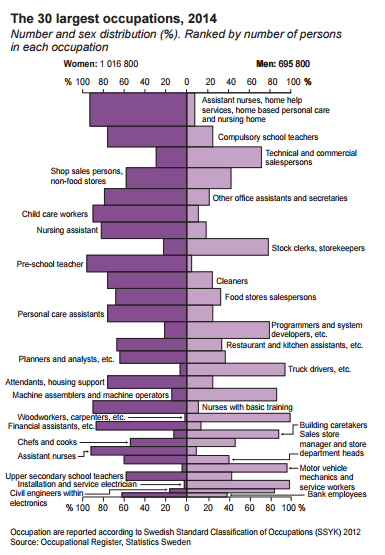 The 30 largest occupations, 2014
Number and sex distribution (%). Ranked by number of persons
in each occupation
Women: 1 016 800
Men: 695 800
% 100 80 60 40 20 0 20 40 60 80 100 %
Assistant nurses, home help
services, home based personal care
and nursing home
Compulsory school teachers
Technical and commercial
salespersons
Shop sales persons,
non-food stores
Other office assistants and secretaries
Child care workers
Nursing assistant
Stock clerks, storekeepers
Pre-school teacher
Cleaners
Food stores salespersons
Personal care assistants
Programmers and system
developers, etc.
Restaurant and kitchen assistants, etc.
Planners and analysts, etc.
Truck drivers, etc.
Attendants, housing support
Machine assemblers and machine operators
Nurses with basic training
Woodworkers, carpenters, etc.
Financial assistants, etc.
Building caretakers
Sales store
manager and store
department heads
Chefs and cooks
Assistant nurses
Motor vehicle
mechanics and
service workers
Upper secondary school teachers
Installation and service electrician
Civil engineers within
electronics
Bank employees
% 100 80 60 40 20 0 20 40 60 80 100 %
Occupation are reported according to Swedish Standard Classification of Occupations (SSYK) 2012
Source: Occupational Register, Statistics Sweden